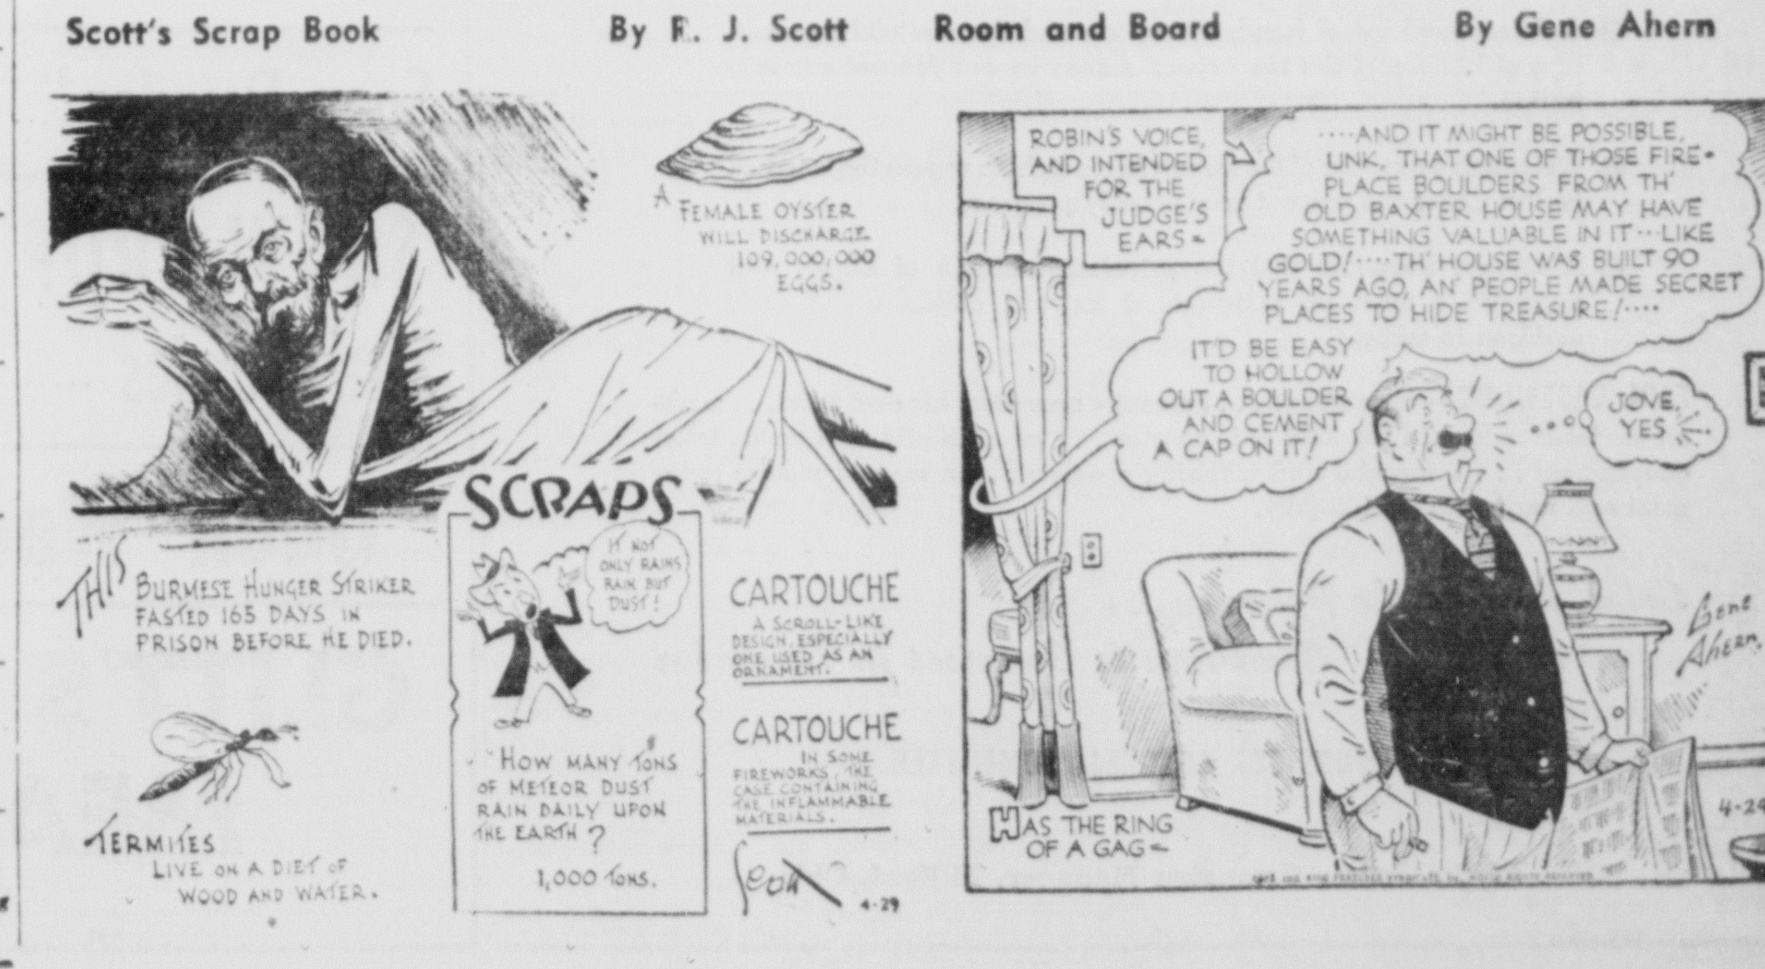 Scott's Scrap Book
By R. J. Scott
A FEMALE OYSTER
WILL DISCHARGE
109,000,000
EGGS.
THIS BURMESE HUNGER STRIKER
FASTED 165 DAYS IN
PRISON BEFORE HE DIED.
TERMITES
LIVE ON A DIET OF
WOOD AND WATER.
SCRAPS
IT NOT
ONLY RAINS
RAIN BUT
DUST!
HOW MANY TONS
OF METEOR DUST
RAIN DAILY UPON
THE EARTH?
1,000 TONS.
CARTOUCHE
A SCROLL-LIKE
DESIGN, ESPECIALLY
ONE USED AS AN
ORNAMENT.
CARTOUCHE
IN SOME
FIREWORKS, THE
CASE CONTAINING
THE INFLAMMABLE
MATERIALS.
Scott
4-29
Room and Board
By Gene Ahern
ROBIN'S VOICE,
AND INTENDED
FOR THE
JUDGE'S
EARS=
....AND IT MIGHT BE POSSIBLE,
UNK, THAT ONE OF THOSE FIRE-
PLACE BOULDERS FROM TH'
OLD BAXTER HOUSE MAY HAVE
SOMETHING VALUABLE IN IT...LIKE
GOLD!....TH' HOUSE WAS BUILT 90
YEARS AGO, AN' PEOPLE MADE SECRET
PLACES TO HIDE TREASURE!....
IT'D BE EASY
TO HOLLOW
OUT A BOULDER
AND CEMENT
A CAP ON IT!
JOVE,
YES
Gene
Ahern
HAS THE RING
OF A GAG=
4-29